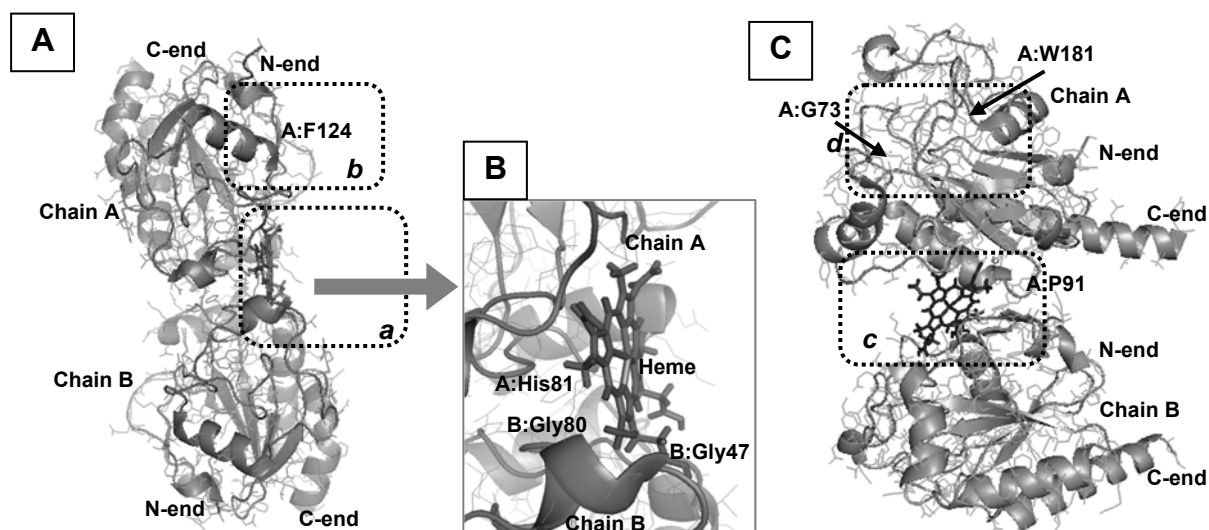 A
C-end
N-end
A:F124
b
Chain A
a
Chain B
N-end
C-end
B
Chain A
Heme
A:His81
B:Gly80
B:Gly47
Chain B
C
A:W181
Chain A
A:G73
d
N-end
C-end
A:P91
c
N-end
Chain B
C-end